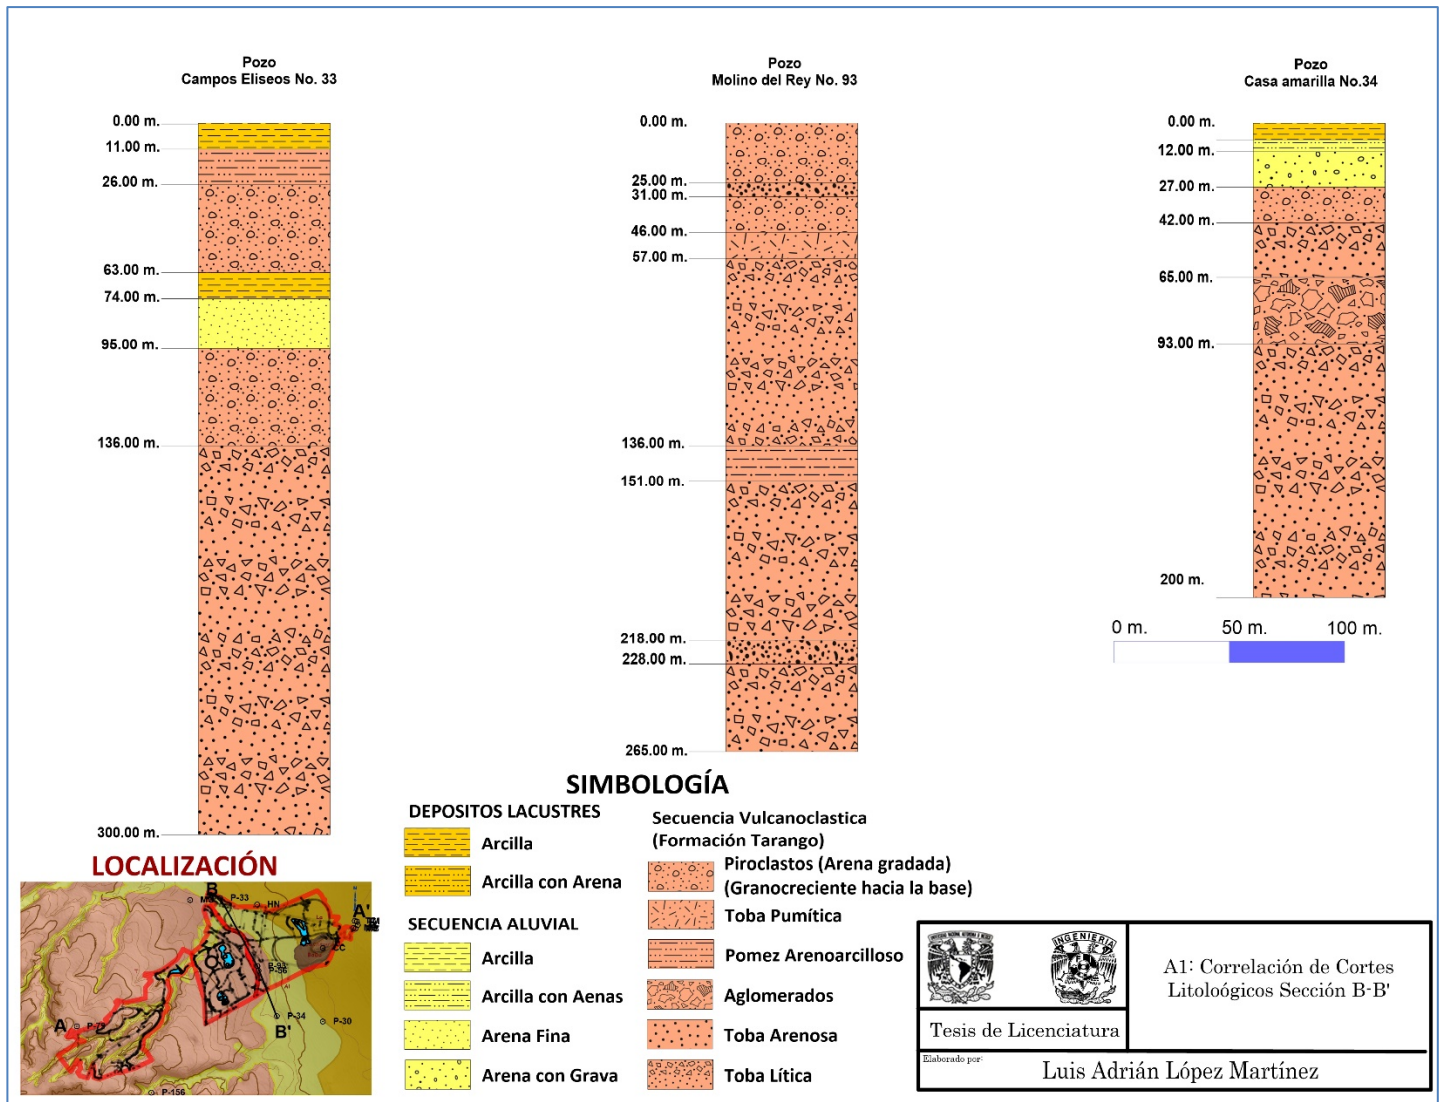 Pozo
Campos Eliseos No. 33
0.00 m.
11.00 m.
26.00 m.
63.00 m.
74.00 m.
95.00 m.
136.00 m.
300.00 m.
Pozo
Molino del Rey No. 93
0.00 m.
25.00 m.
31.00 m.
46.00 m.
57.00 m.
136.00 m.
151.00 m.
218.00 m.
228.00 m.
265.00 m.
Pozo
Casa amarilla No.34
0.00 m.
12.00 m.
27.00 m.
42.00 m.
65.00 m.
93.00 m.
200 m.
0 m. 50 m. 100 m.
SIMBOLOGÍA
DEPOSITOS LACUSTRES
Arcilla
Arcilla con Arena
SECUENCIA ALUVIAL
Arcilla
Arcilla con Aenas
Arena Fina
Arena con Grava
Secuencia Vulcanoclastica
(Formación Tarango)
Piroclastos (Arena gradada)
(Granocreciente hacia la base)
Toba Pumítica
Pomez Arenoarcilloso
Aglomerados
Toba Arenosa
Toba Lítica
LOCALIZACIÓN
B
P-33
HN
A'
P-93
P-34
B'
P-30
A
P-156
INGENIERIA
A1: Correlación de Cortes
Litoloógicos Sección B-B'
Tesis de Licenciatura
Elaborado por:
Luis Adrián López Martínez